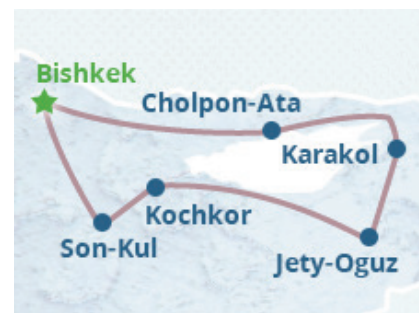 Bishkek
Cholpon-Ata
Karakol
Kochkor
Son-Kul
Jety-Oguz